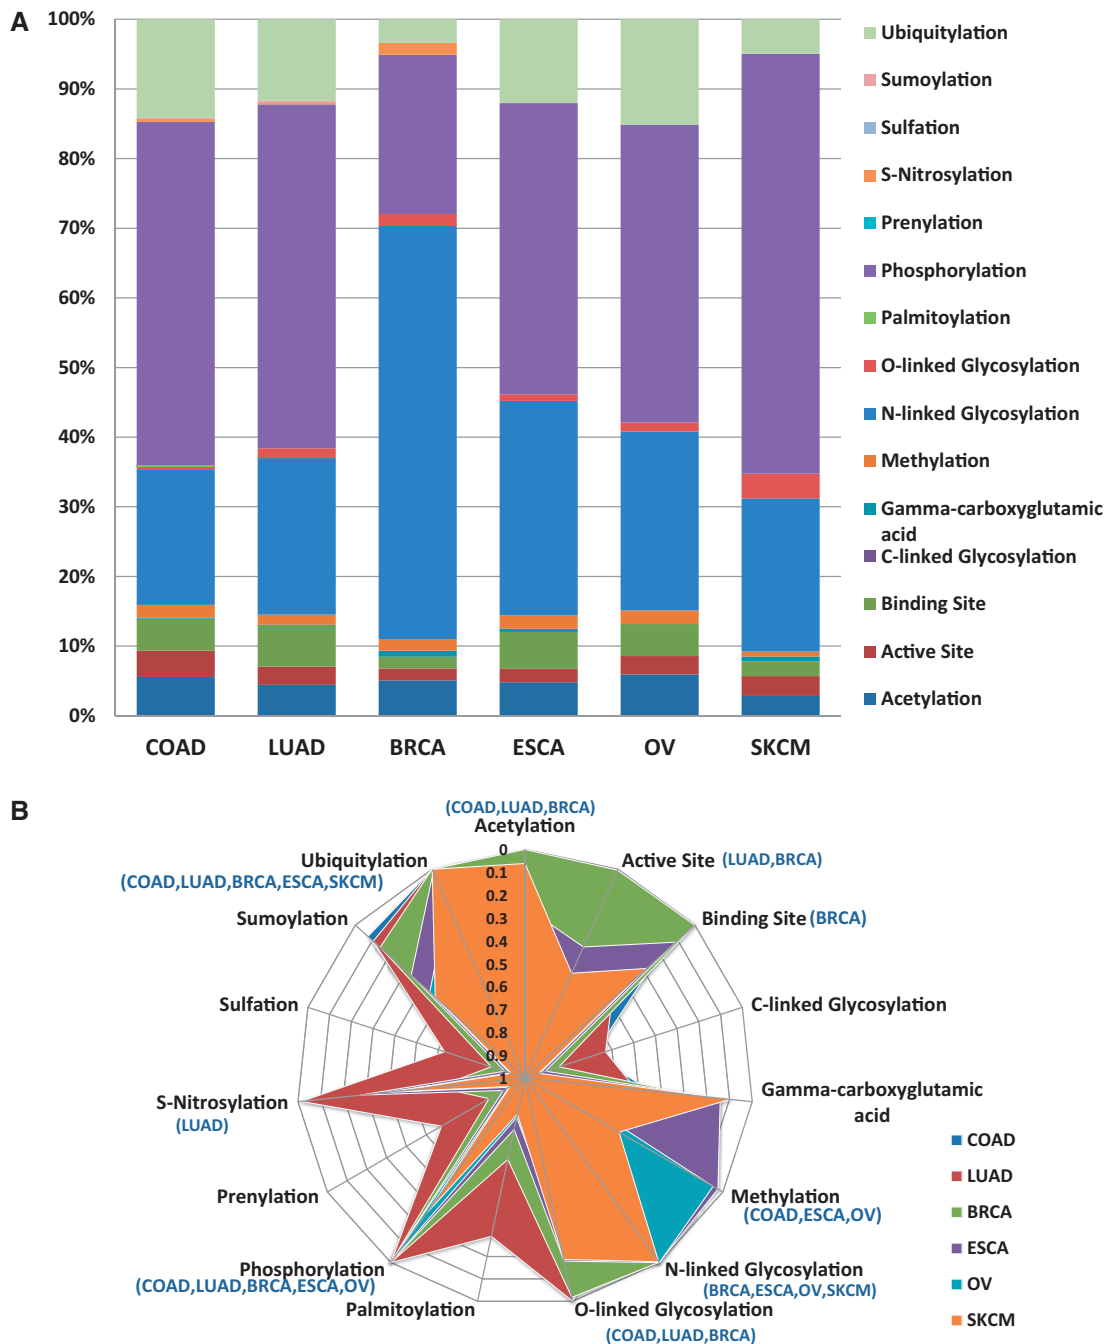 A
100%
90%
80%
70%
60%
50%
40%
30%
20%
10%
0%
COAD LUAD BRCA ESCA OV SKCM
Ubiquitylation
Sumoylation
Sulfation
S-Nitrosylation
Prenylation
Phosphorylation
Palmitoylation
O-linked Glycosylation
N-linked Glycosylation
Methylation
Gamma-carboxyglutamic
acid
C-linked Glycosylation
Binding Site
Active Site
Acetylation
B
(COAD,LUAD,BRCA)
Acetylation
Active Site (LUAD,BRCA)
Binding Site (BRCA)
C-linked Glycosylation
Gamma-carboxyglutamic
acid
Methylation
(COAD,ESCA,OV)
N-linked Glycosylation
(BRCA,ESCA,OV,SKCM)
O-linked Glycosylation
(COAD,LUAD,BRCA)
Palmitoylation
Phosphorylation
(COAD,LUAD,BRCA,ESCA,OV)
Prenylation
S-Nitrosylation
(LUAD)
Sulfation
Sumoylation
Ubiquitylation
(COAD,LUAD,BRCA,ESCA,SKCM)
0
0.1
0.2
0.3
0.4
0.5
0.6
0.7
0.8
0.9
1
COAD
LUAD
BRCA
ESCA
OV
SKCM